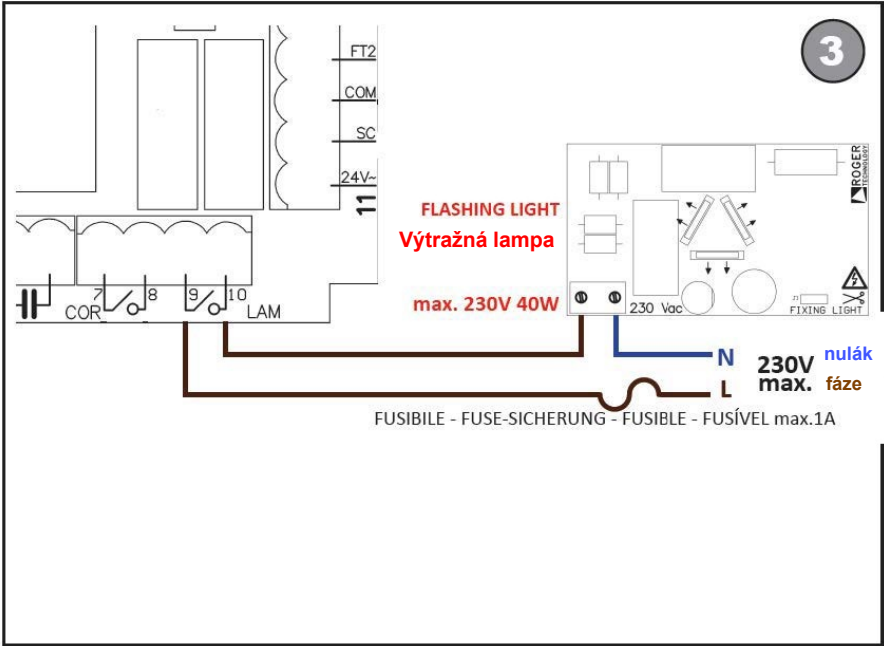 3
FT2
COM
SC
24V~
11
ROGER
TECHNOLOGY
FLASHING LIGHT
Výtražná lampa
max. 230V 40W
230 Vac
FIXING LIGHT
7 8 9 10
COR LAM
N 230V nulák
L max. fáze
FUSIBILE - FUSE-SICHERUNG - FUSIBLE - FUSÍVEL max.1A